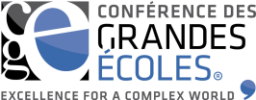 CONFÉRENCE DES
GRANDES
ÉCOLES®
EXCELLENCE FOR A COMPLEX WORLD